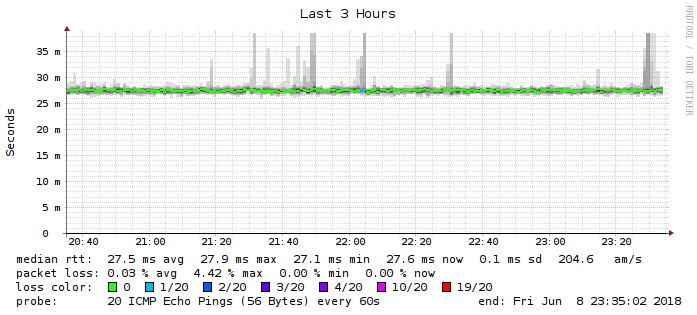 Last 3 Hours
RRDTOOL / TOBI OETIKER
Seconds
35 m
30 m
25 m
20 m
15 m
10 m
5 m
0
20:40 21:00 21:20 21:40 22:00 22:20 22:40 23:00 23:20
median rtt: 27.5 ms avg 27.9 ms max 27.1 ms min 27.6 ms now 0.1 ms sd 204.6 am/s
packet loss: 0.03 % avg 4.42 % max 0.00 % min 0.00 % now
loss color: 0 1/20 2/20 3/20 4/20 10/20 19/20
probe: 20 ICMP Echo Pings (56 Bytes) every 60s end: Fri Jun 8 23:35:02 2018